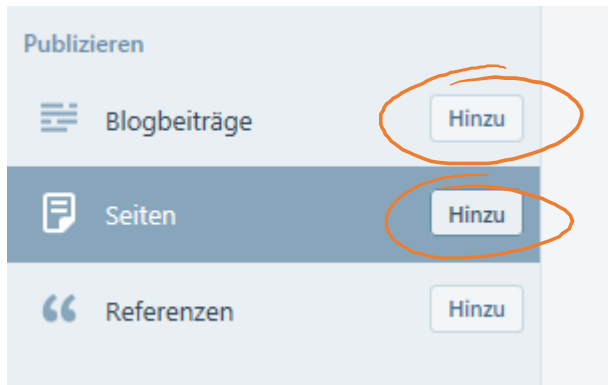 Publizieren
Blogbeiträge Hinzu
Seiten Hinzu
Referenzen Hinzu